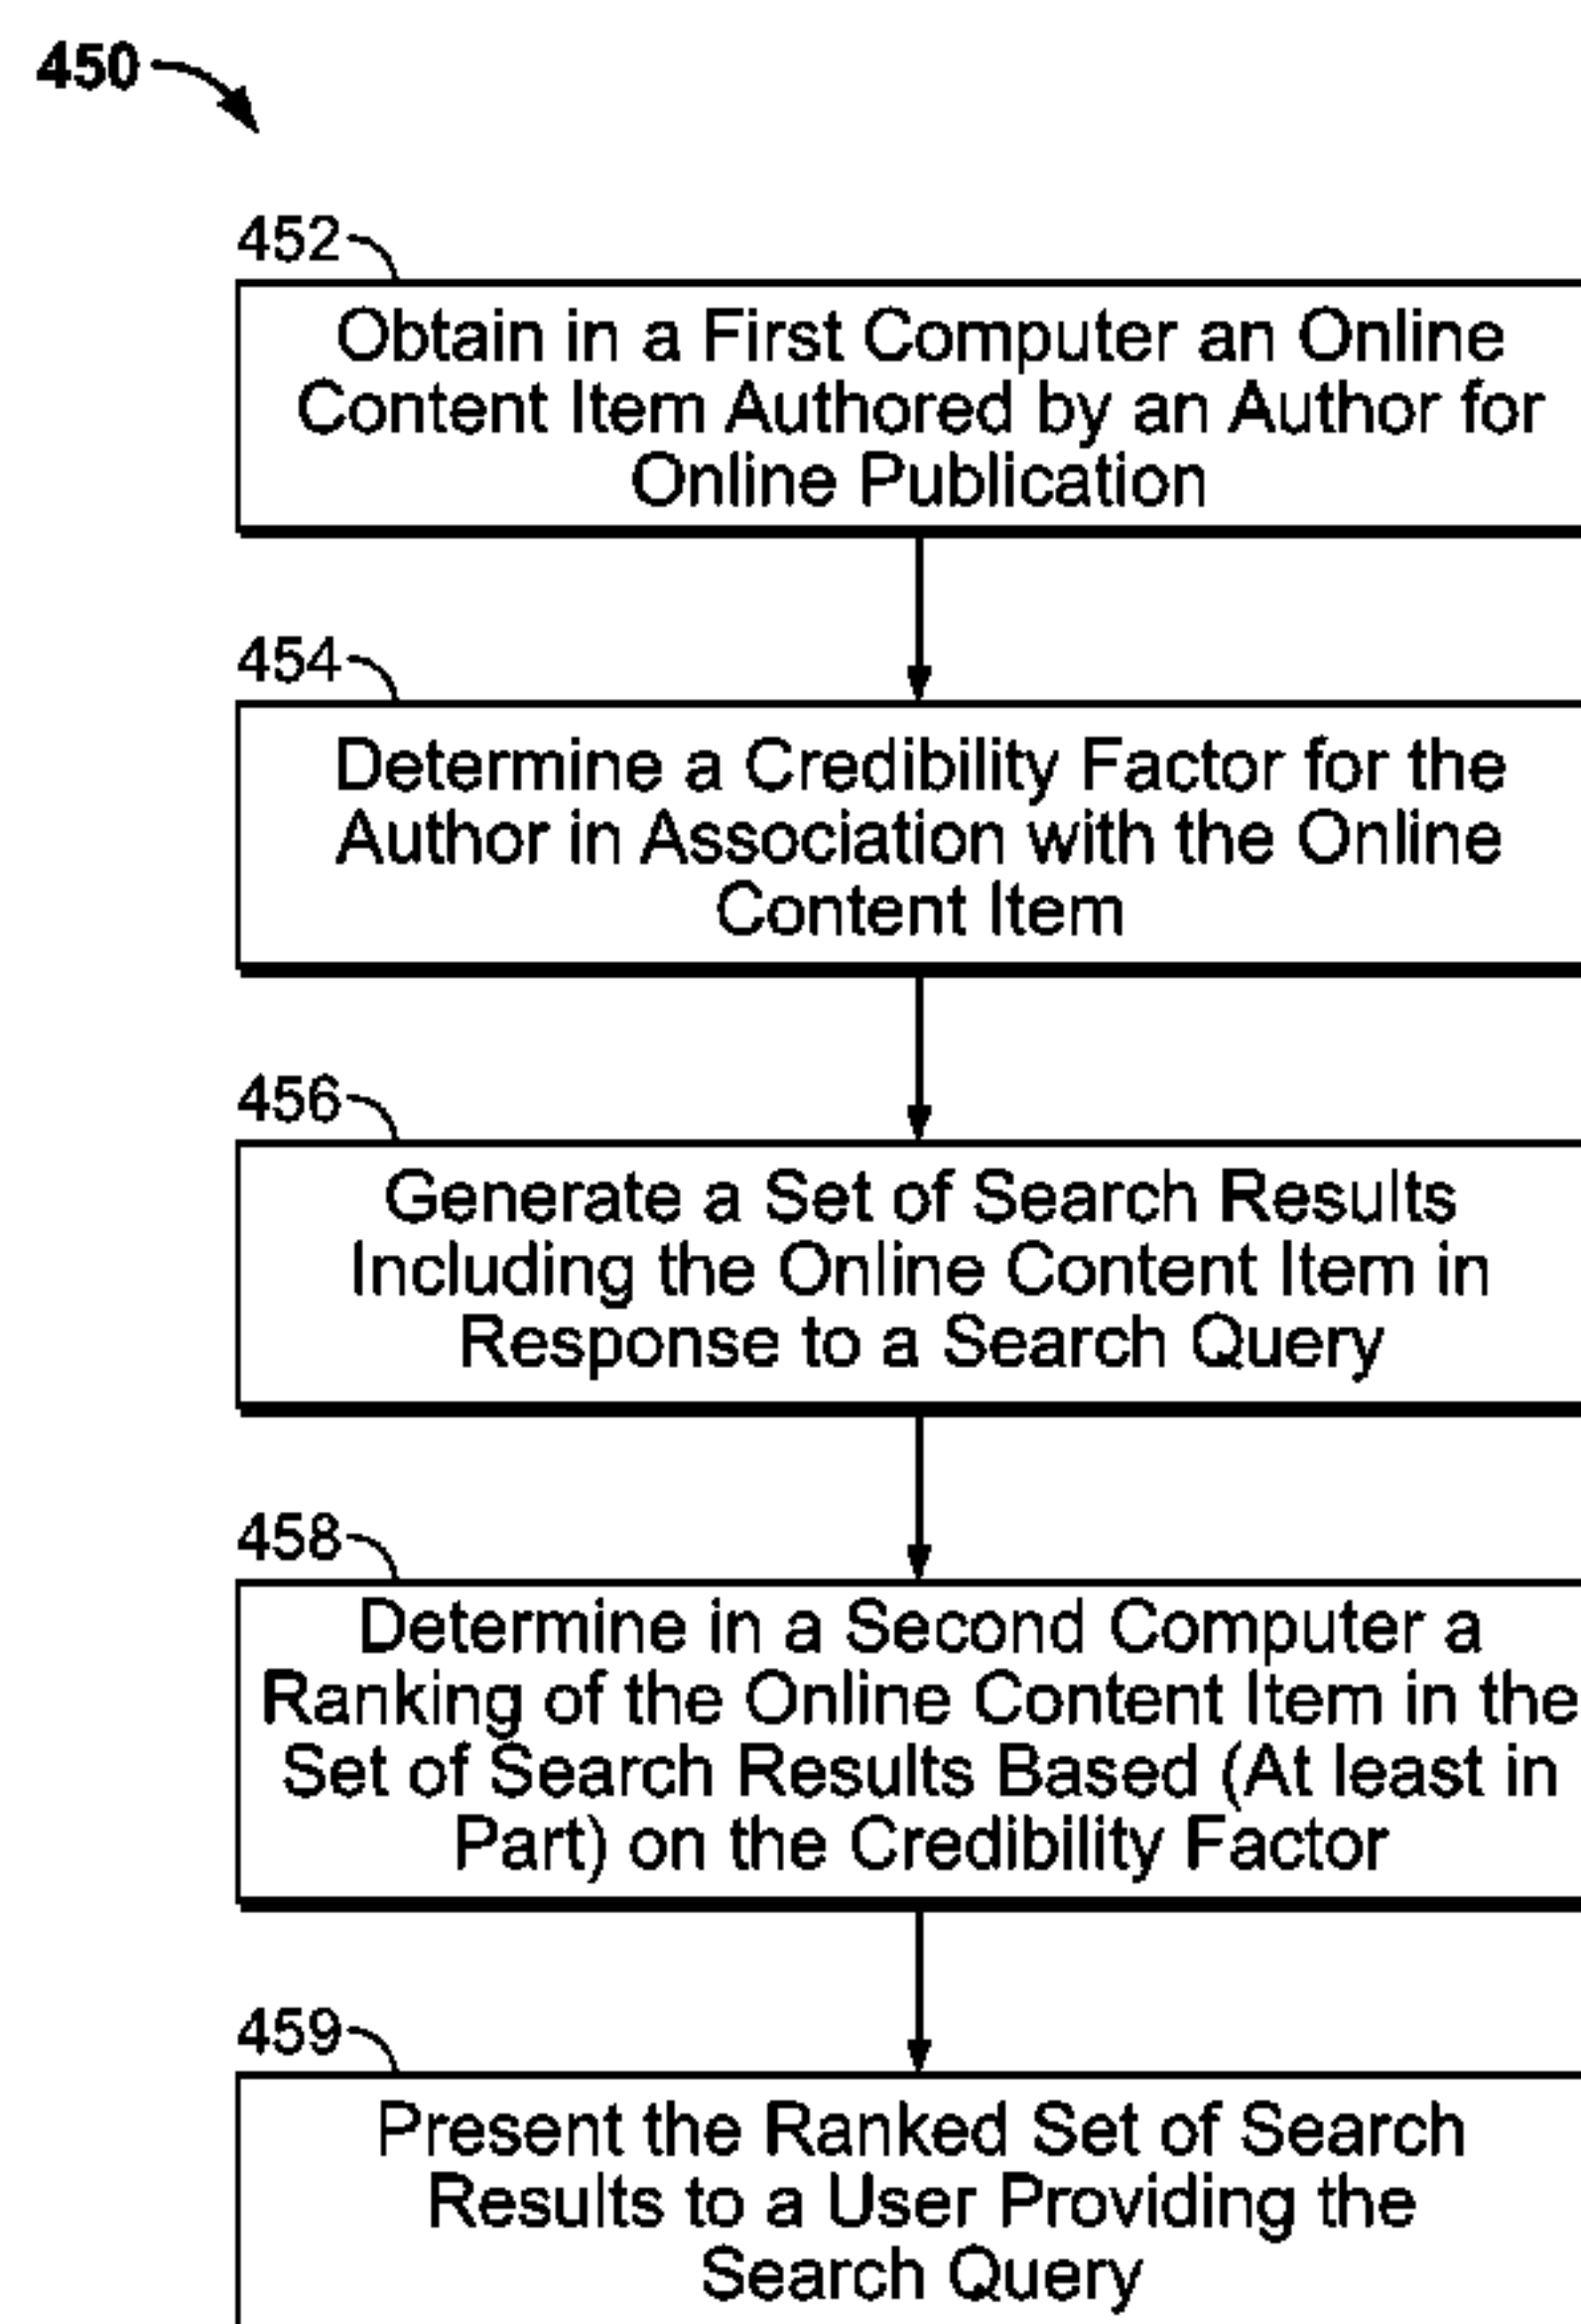 450
452
Obtain in a First Computer an Online
Content Item Authored by an Author for
Online Publication
454
Determine a Credibility Factor for the
Author in Association with the Online
Content Item
456
Generate a Set of Search Results
Including the Online Content Item in
Response to a Search Query
458
Determine in a Second Computer a
Ranking of the Online Content Item in the
Set of Search Results Based (At least in
Part) on the Credibility Factor
459
Present the Ranked Set of Search
Results to a User Providing the
Search Query